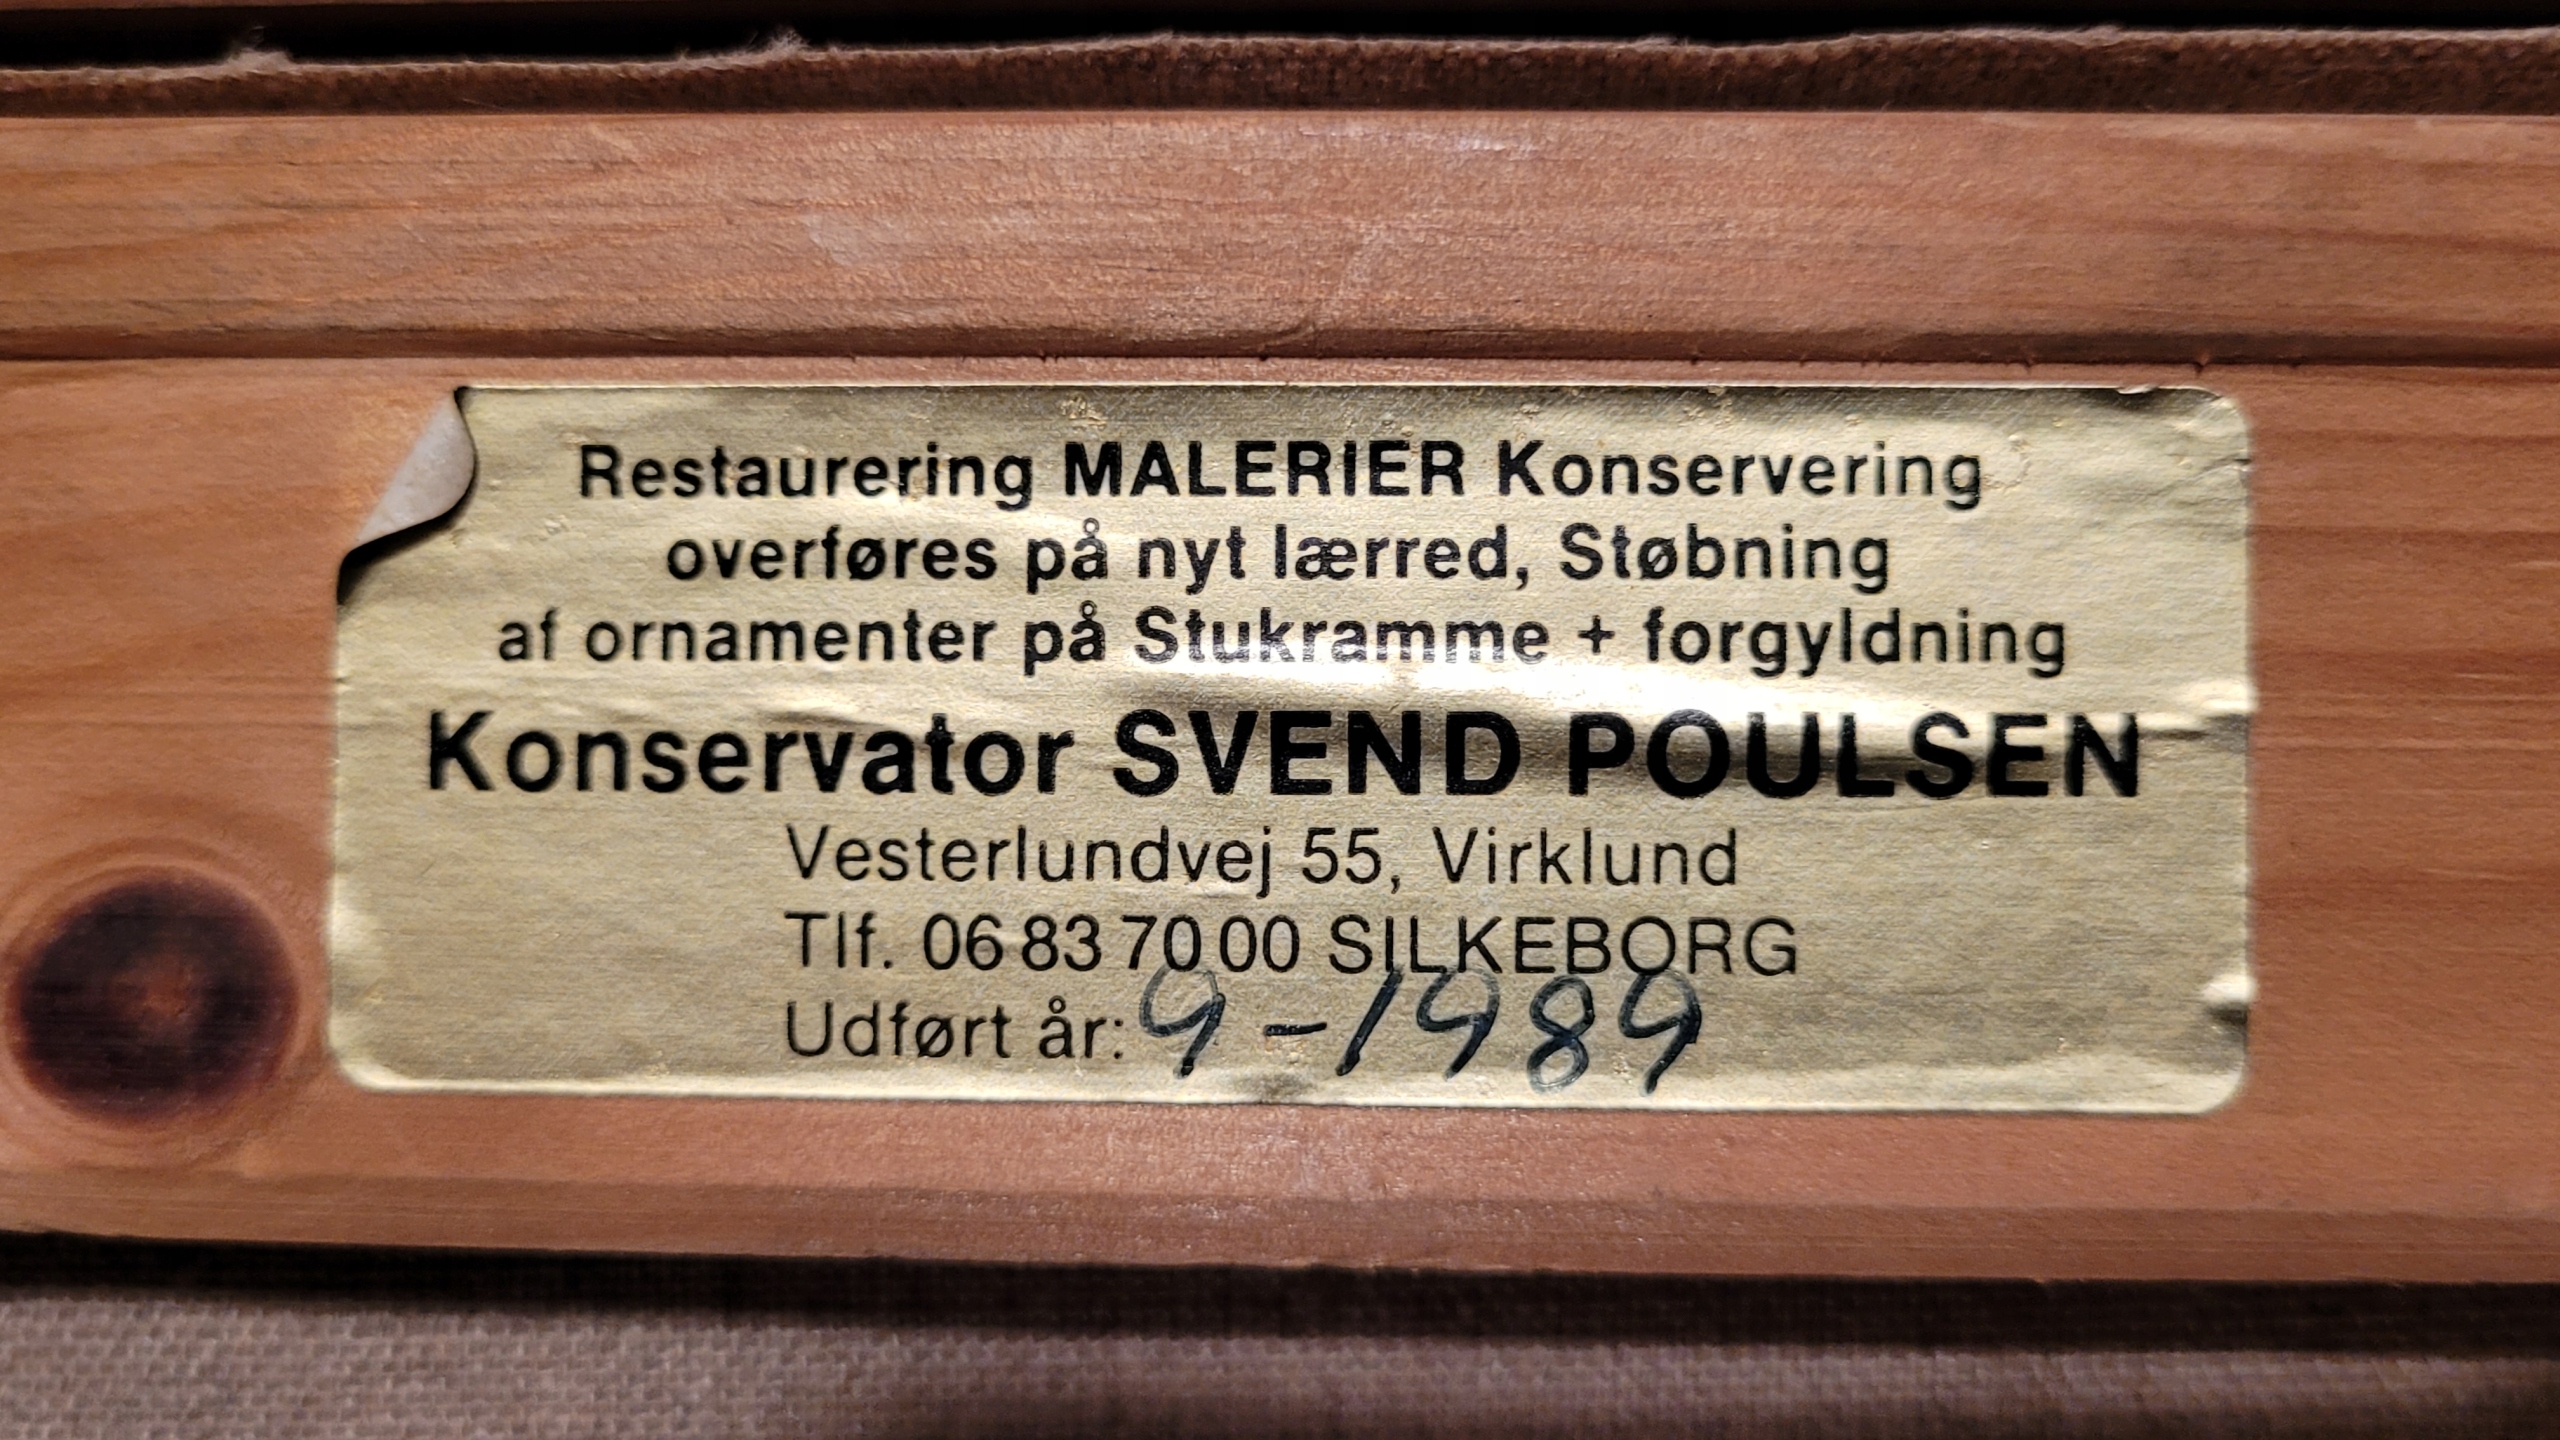 Restaurering MALERIER Konservering
overføres på nyt lærred, Støbning
af ornamenter på Stukramme + forgyldning
Konservator SVEND POULSEN
Vesterlundvej 55, Virklund
Tlf. 06 83 70 00 SILKEBORG
Udført år: 9-1989